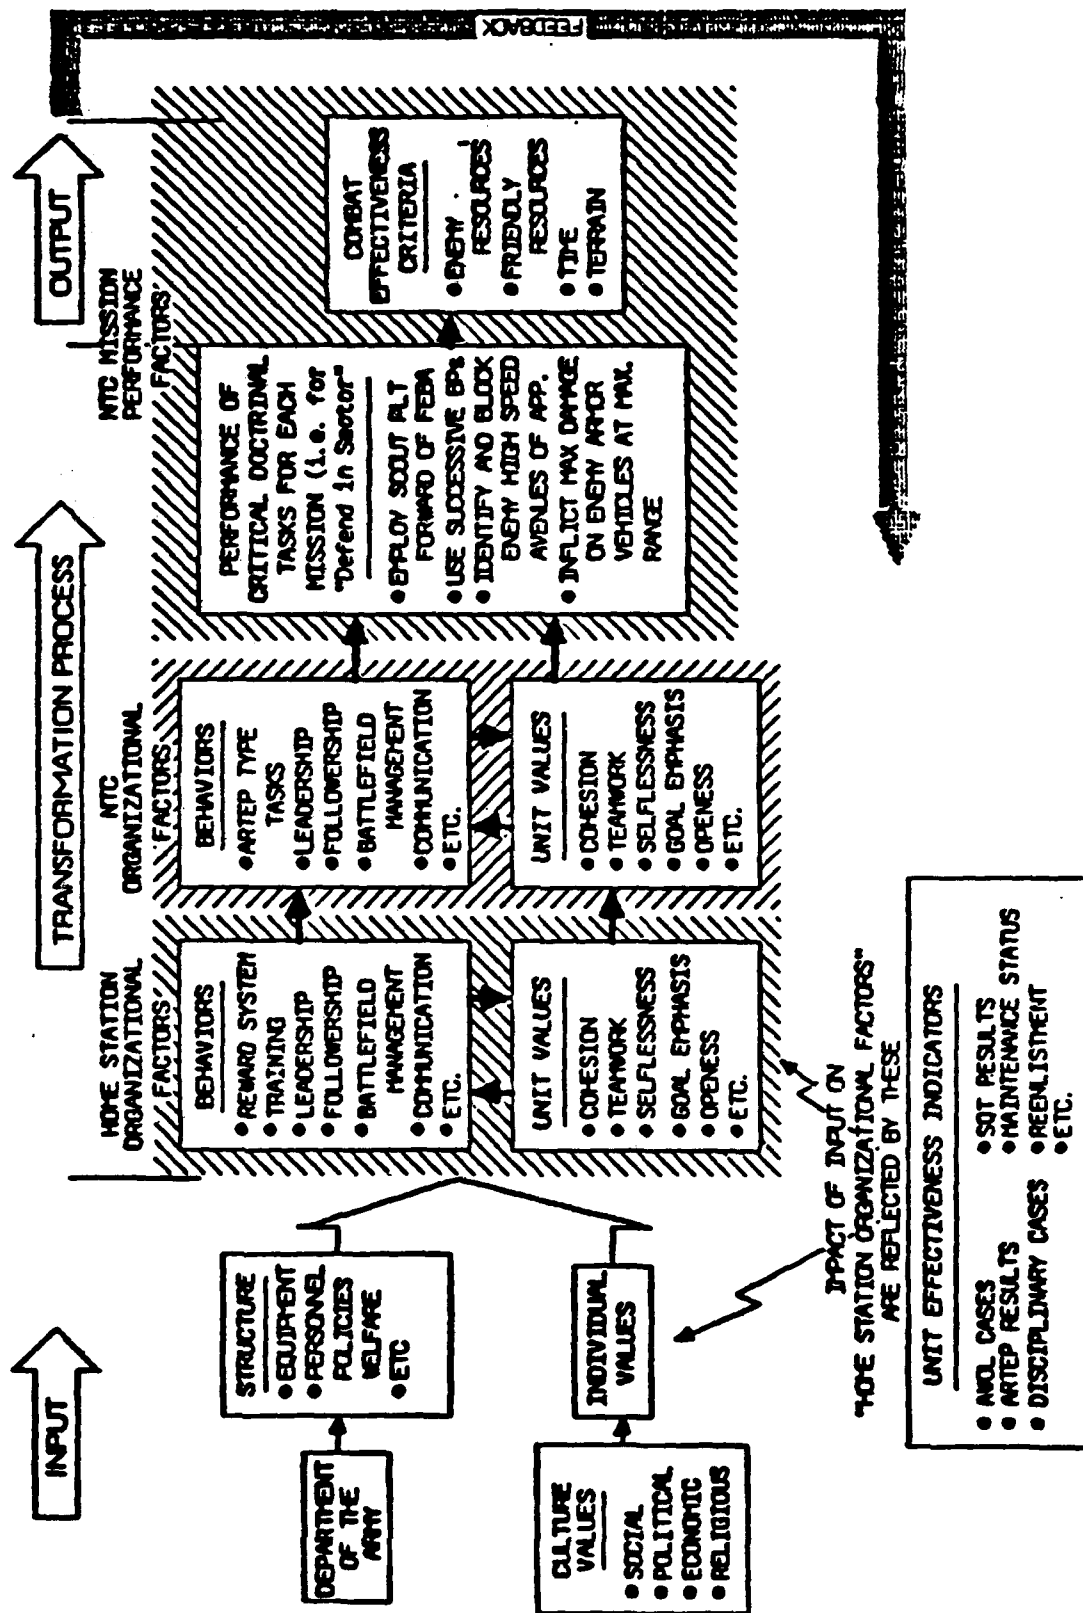 INPUT
TRANSFORMATION PROCESS
OUTPUT
HOME STATION
ORGANIZATIONAL
FACTORS
NTC
ORGANIZATIONAL
FACTORS
NTC MISSION
PERFORMANCE
FACTORS
DEPARTMENT
OF THE
ARMY
STRUCTURE
● EQUIPMENT
● PERSONNEL
POLICIES
WELFARE
● ETC
CULTURE
VALUES
● SOCIAL
● POLITICAL
● ECONOMIC
● RELIGIOUS
INDIVIDUAL
VALUES
BEHAVIORS
● REWARD SYSTEM
● TRAINING
● LEADERSHIP
● FOLLOWERSHIP
● BATTLEFIELD
MANAGEMENT
● COMMUNICATION
● ETC.
UNIT VALUES
● COHESION
● TEAMWORK
● SELFLESSNESS
● GOAL EMPHASIS
● OPENESS
● ETC.
BEHAVIORS
● ARTEP TYPE
TASKS
● LEADERSHIP
● FOLLOWERSHIP
● BATTLEFIELD
MANAGEMENT
● COMMUNICATION
● ETC.
UNIT VALUES
● COHESION
● TEAMWORK
● SELFLESSNESS
● GOAL EMPHASIS
● OPENESS
● ETC.
PERFORMANCE OF
CRITICAL DOCTRINAL
TASKS FOR EACH
MISSION (i.e. for
"Defend in Sector"
● EMPLOY SCOUT PLT
FORWARD OF FEBA
● USE SUCCESSIVE BPs
● IDENTIFY AND BLOCK
ENEMY HIGH SPEED
AVENUES OF APP.
● INFLICT MAX DAMAGE
ON ENEMY ARMOR
VEHICLES AT MAX.
RANGE
COMBAT
EFFECTIVENESS
CRITERIA
● ENEMY
RESOURCES
● FRIENDLY
RESOURCES
● TIME
● TERRAIN
FEEDBACK
IMPACT OF INPUT ON
"HOME STATION ORGANIZATIONAL FACTORS"
ARE REFLECTED BY THESE
UNIT EFFECTIVENESS INDICATORS
● AWOL CASES
● ARTEP RESULTS
● DISCIPLINARY CASES
● SQT RESULTS
● MAINTENANCE STATUS
● REENLISTMENT
● ETC.